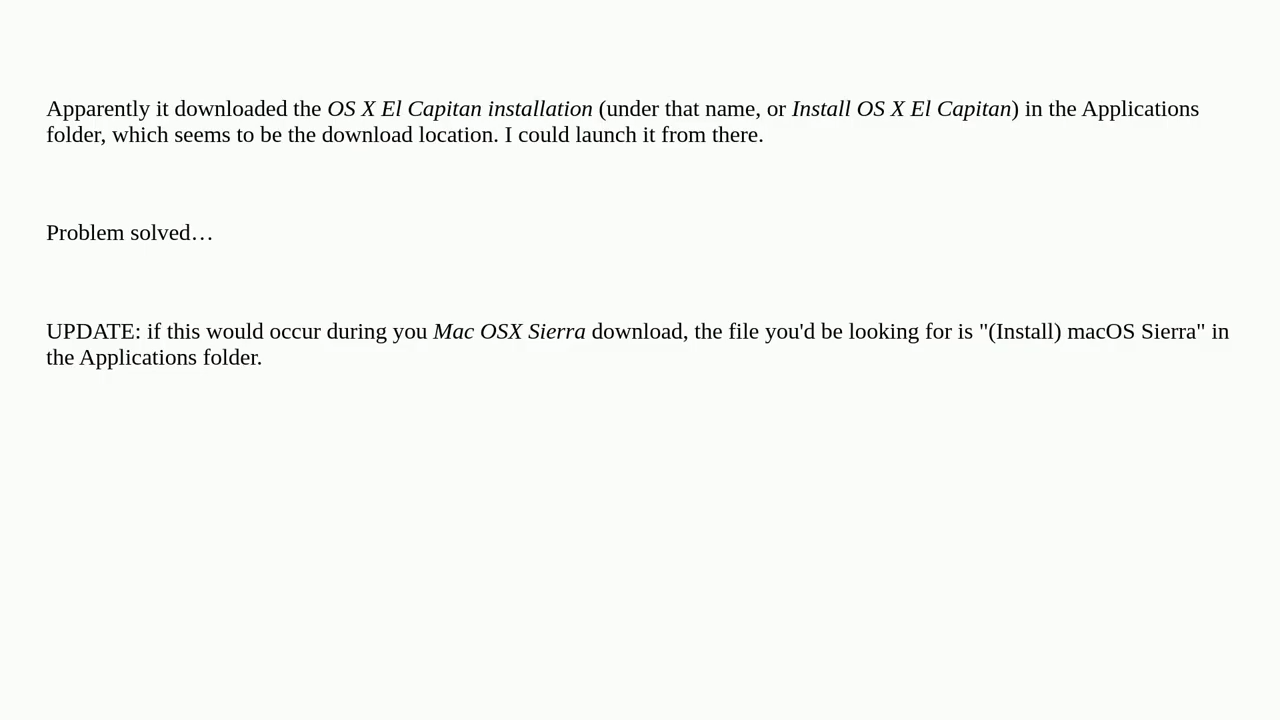 Apparently it downloaded the OS X El Capitan installation (under that name, or Install OS X El Capitan) in the Applications
folder, which seems to be the download location. I could launch it from there.
Problem solved…
UPDATE: if this would occur during you Mac OSX Sierra download, the file you'd be looking for is "(Install) macOS Sierra" in
the Applications folder.